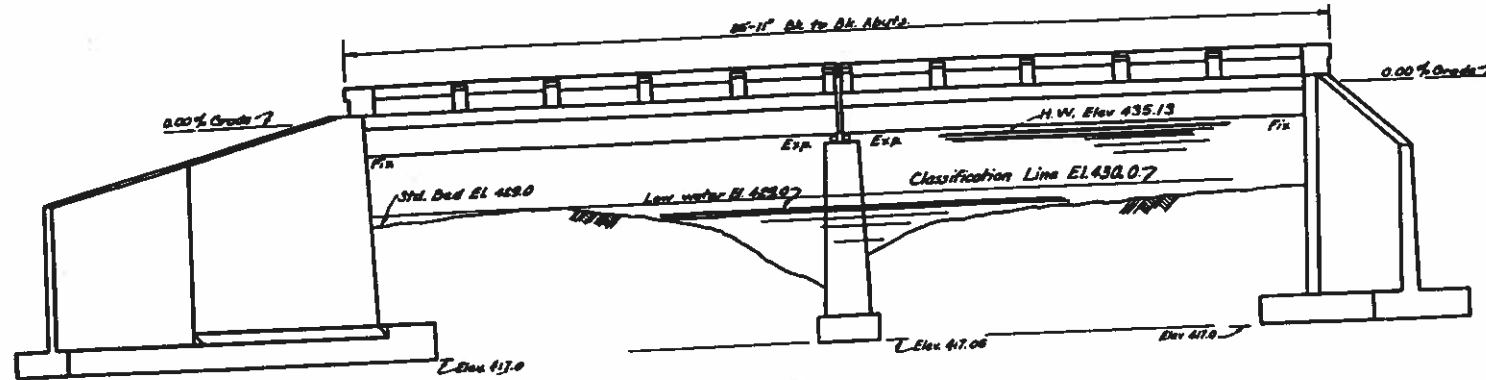 85'-11" Bk. to Bk. Abuts.
0.00% Grade
0.00% Grade
H.W. Elev 435.13
Fix
Exp.
Exp.
Fix
Classification Line El. 430.0
Std. Bed El. 429.0
Low water El. 429.0
Elev. 417.0
Elev. 417.06
Elev 417.0